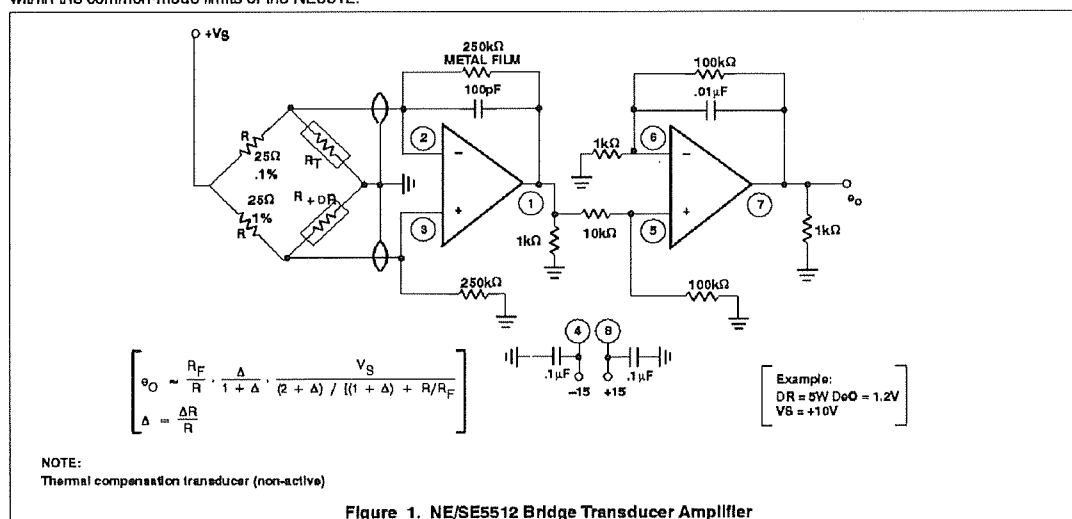 within the common-mode limits of the NE5512.
+VS
250kΩ
METAL FILM
100pF
100kΩ
.01μF
R
25Ω
.1%
RT
25Ω
.1%
R
R + DR
2
−
3
+
1
1kΩ
6
−
5
+
7
eo
1kΩ
10kΩ
1kΩ
250kΩ
100kΩ
4
8
.1μF
.1μF
−15
+15
eO ≈ RF/R · Δ/1 + Δ · VS/(2 + Δ) / [(1 + Δ) + R/RF
Δ = ΔR/R
Example:
DR = 5W DeO = 1.2V
VS = +10V
NOTE:
Thermal compensation transducer (non-active)
Figure 1. NE/SE5512 Bridge Transducer Amplifier